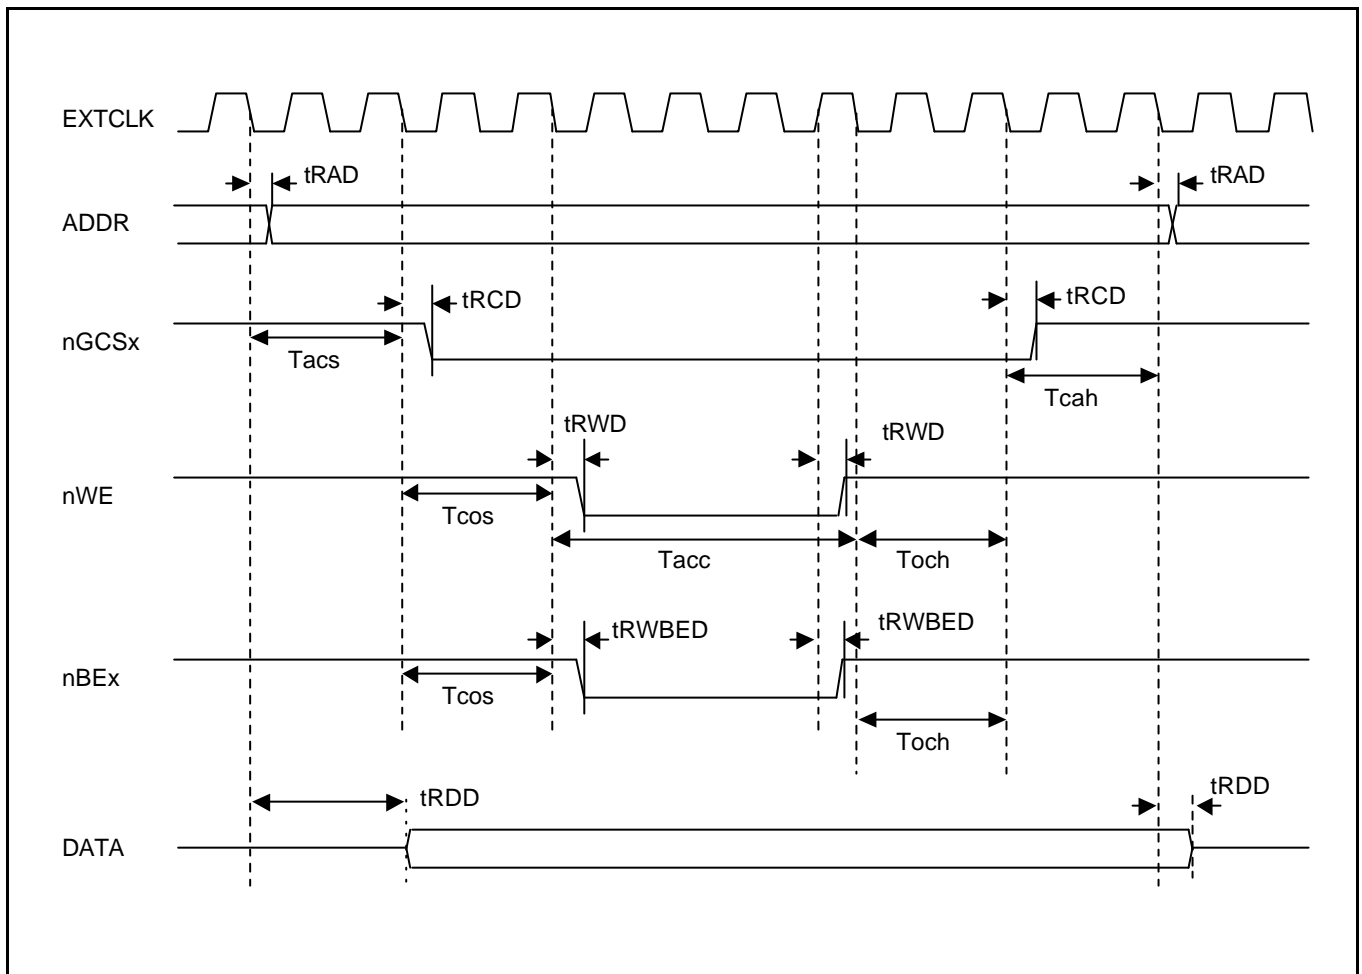 EXTCLK
tRAD
tRAD
ADDR
tRCD
tRCD
nGCSx
Tacs
Tcah
tRWD
tRWD
nWE
Tcos
Tacc
Toch
tRWBED
tRWBED
nBEx
Tcos
Toch
tRDD
tRDD
DATA